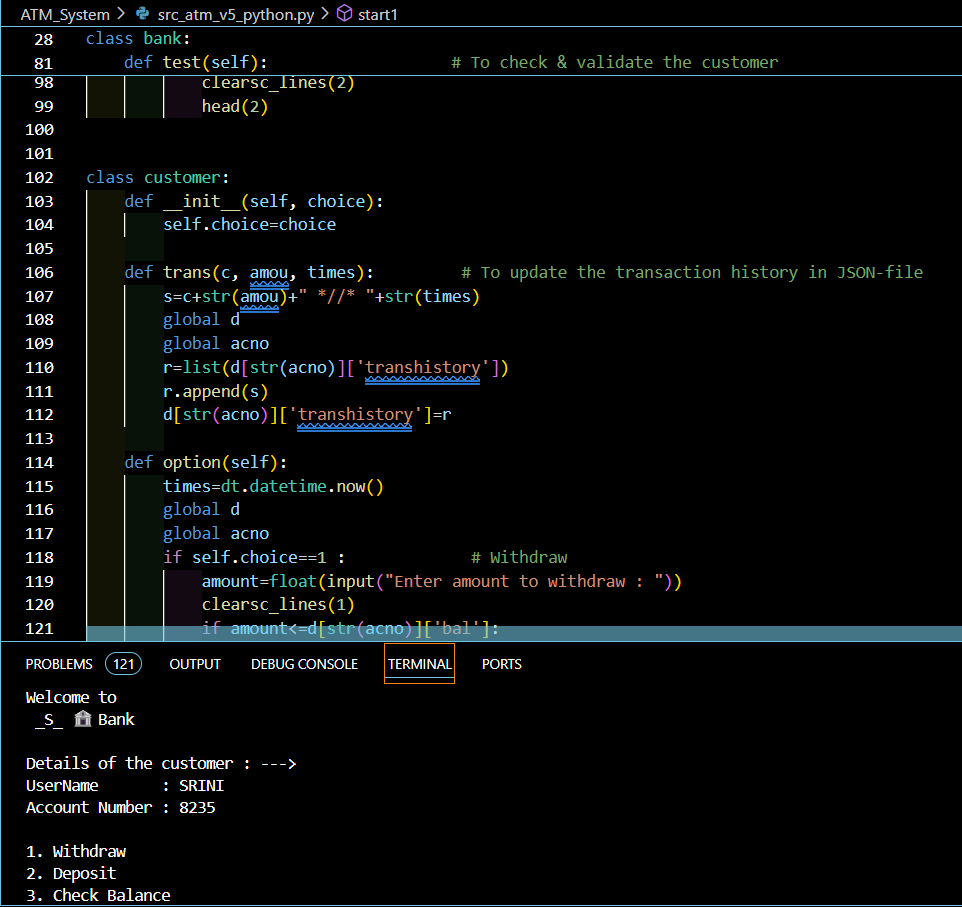 ATM_System > src_atm_v5_python.py > start1
28 class bank:
81     def test(self):                   # To check & validate the customer
98             clearsc_lines(2)
99             head(2)
100
101
102 class customer:
103     def __init__(self, choice):
104         self.choice=choice
105
106     def trans(c, amou, times):         # To update the transaction history in JSON-file
107         s=c+str(amou)+" *//* "+str(times)
108         global d
109         global acno
110         r=list(d[str(acno)]['transhistory'])
111         r.append(s)
112         d[str(acno)]['transhistory']=r
113
114     def option(self):
115         times=dt.datetime.now()
116         global d
117         global acno
118         if self.choice==1 :             # Withdraw
119             amount=float(input("Enter amount to withdraw : "))
120             clearsc_lines(1)
121             if amount<=d[str(acno)]['bal']:
PROBLEMS 121 OUTPUT DEBUG CONSOLE TERMINAL PORTS
Welcome to
_S_ 🏛 Bank
Details of the customer : --->
UserName       : SRINI
Account Number : 8235
1. Withdraw
2. Deposit
3. Check Balance